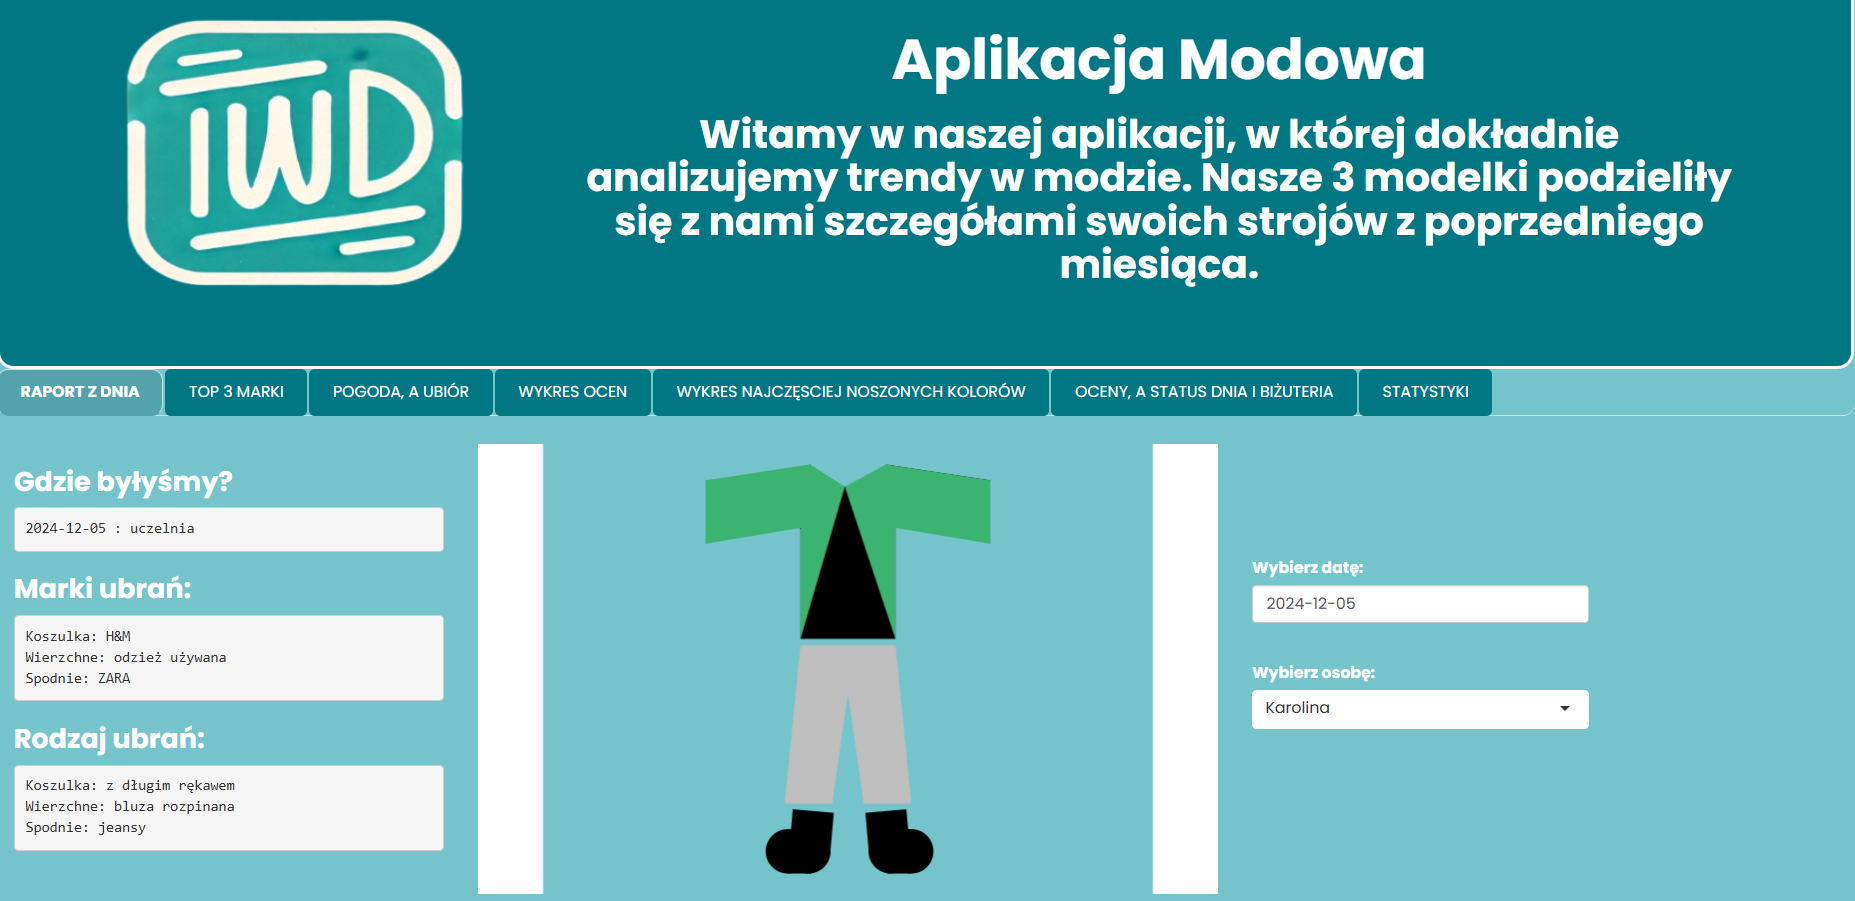 IWD
Aplikacja Modowa
Witamy w naszej aplikacji, w której dokładnie
analizujemy trendy w modzie. Nasze 3 modelki podzieliły
się z nami szczegółami swoich strojów z poprzedniego
miesiąca.
RAPORT Z DNIA
TOP 3 MARKI
POGODA, A UBIÓR
WYKRES OCEN
WYKRES NAJCZĘSCIEJ NOSZONYCH KOLORÓW
OCENY, A STATUS DNIA I BIŻUTERIA
STATYSTYKI
Gdzie byłyśmy?
2024-12-05 : uczelnia
Marki ubrań:
Koszulka: H&M
Wierzchne: odzież używana
Spodnie: ZARA
Rodzaj ubrań:
Koszulka: z długim rękawem
Wierzchne: bluza rozpinana
Spodnie: jeansy
Wybierz datę:
2024-12-05
Wybierz osobę:
Karolina